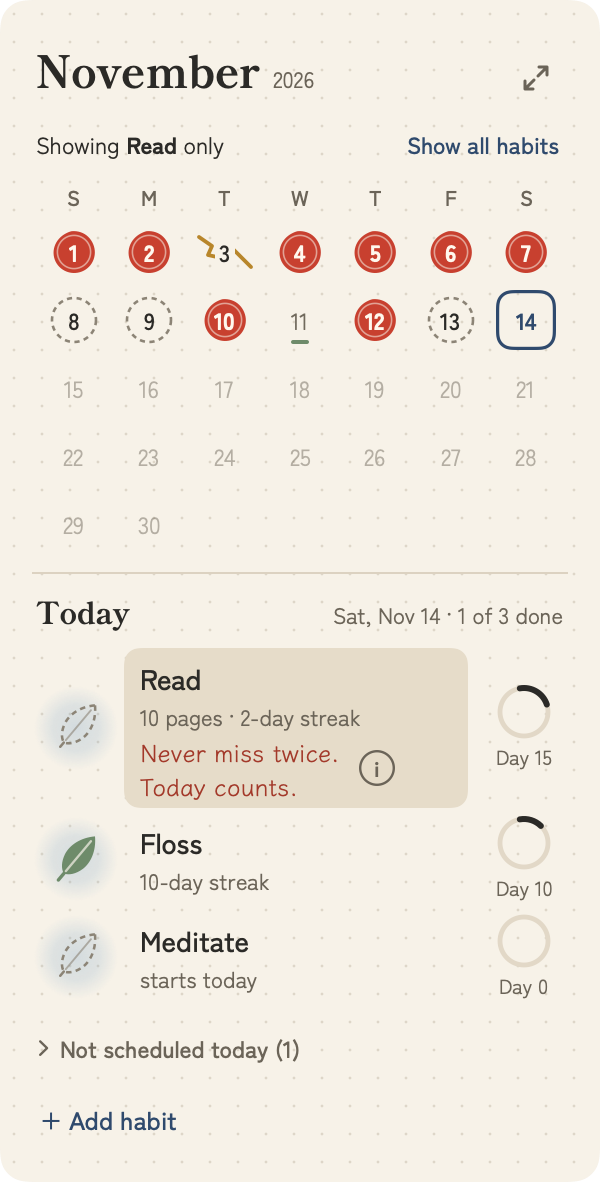 November 2026
Showing Read only Show all habits
S M T W T F S
1 2 3 4 5 6 7
8 9 10 11 12 13 14
15 16 17 18 19 20 21
22 23 24 25 26 27 28
29 30
Today Sat, Nov 14 · 1 of 3 done
Read
10 pages · 2-day streak
Never miss twice.
Today counts.
i
Day 15
Floss
10-day streak
Day 10
Meditate
starts today
Day 0
Not scheduled today (1)
+ Add habit